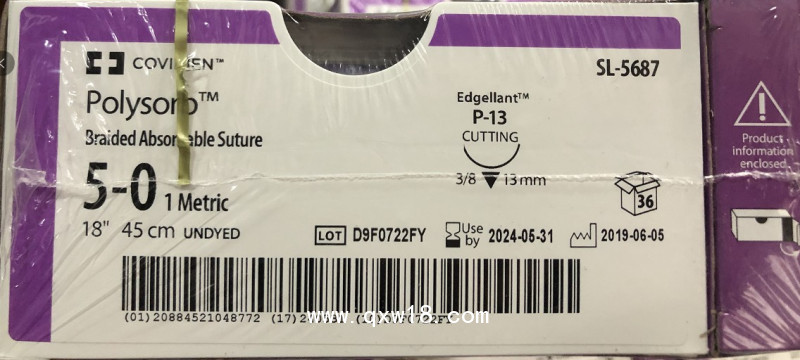 COVIDIEN™
SL-5687
Polysorb™
Braided Absorbable Suture
5-0 1 Metric
18" 45 cm UNDYED
Edgellant™
P-13
CUTTING
3/8 13 mm
36
LOT D9F0722FY
Use by 2024-05-31
2019-06-05
(01)20884521048772 (17)
www.qxw18.com
Product information enclosed